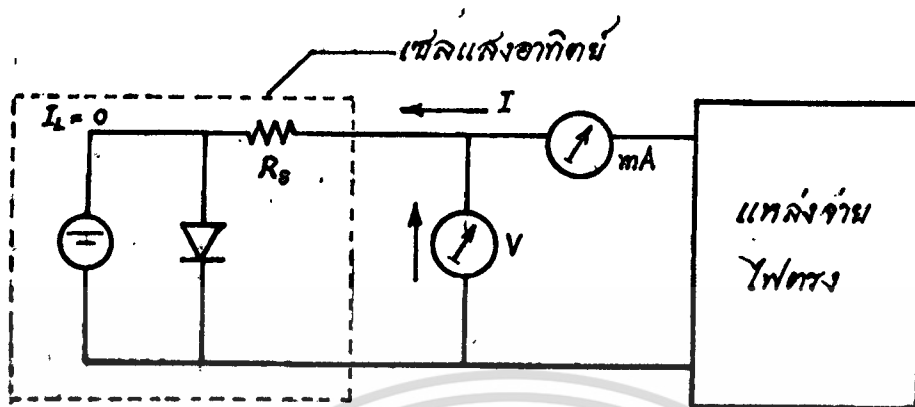 เซลแสงอาทิตย์
I
I_L = 0
R_S
mA
V
แหล่งจ่าย
ไฟตรง